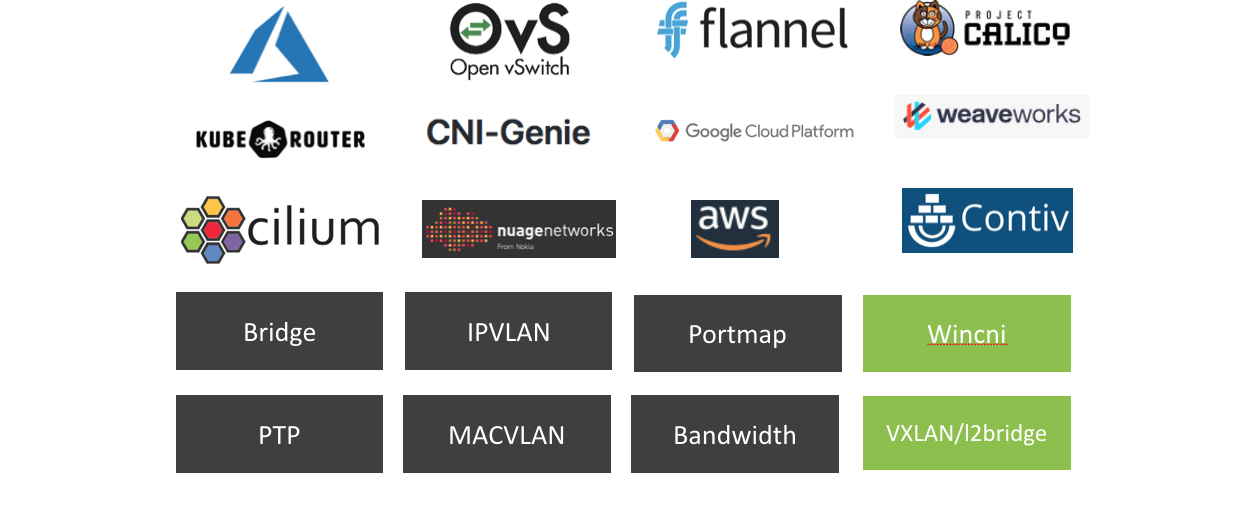 OvS
Open vSwitch
flannel
PROJECT
CALICO
KUBE ROUTER
CNI-Genie
Google Cloud Platform
weaveworks
cilium
nuagenetworks
From Nokia
aws
Contiv
Bridge
IPVLAN
Portmap
Wincni
PTP
MACVLAN
Bandwidth
VXLAN/l2bridge